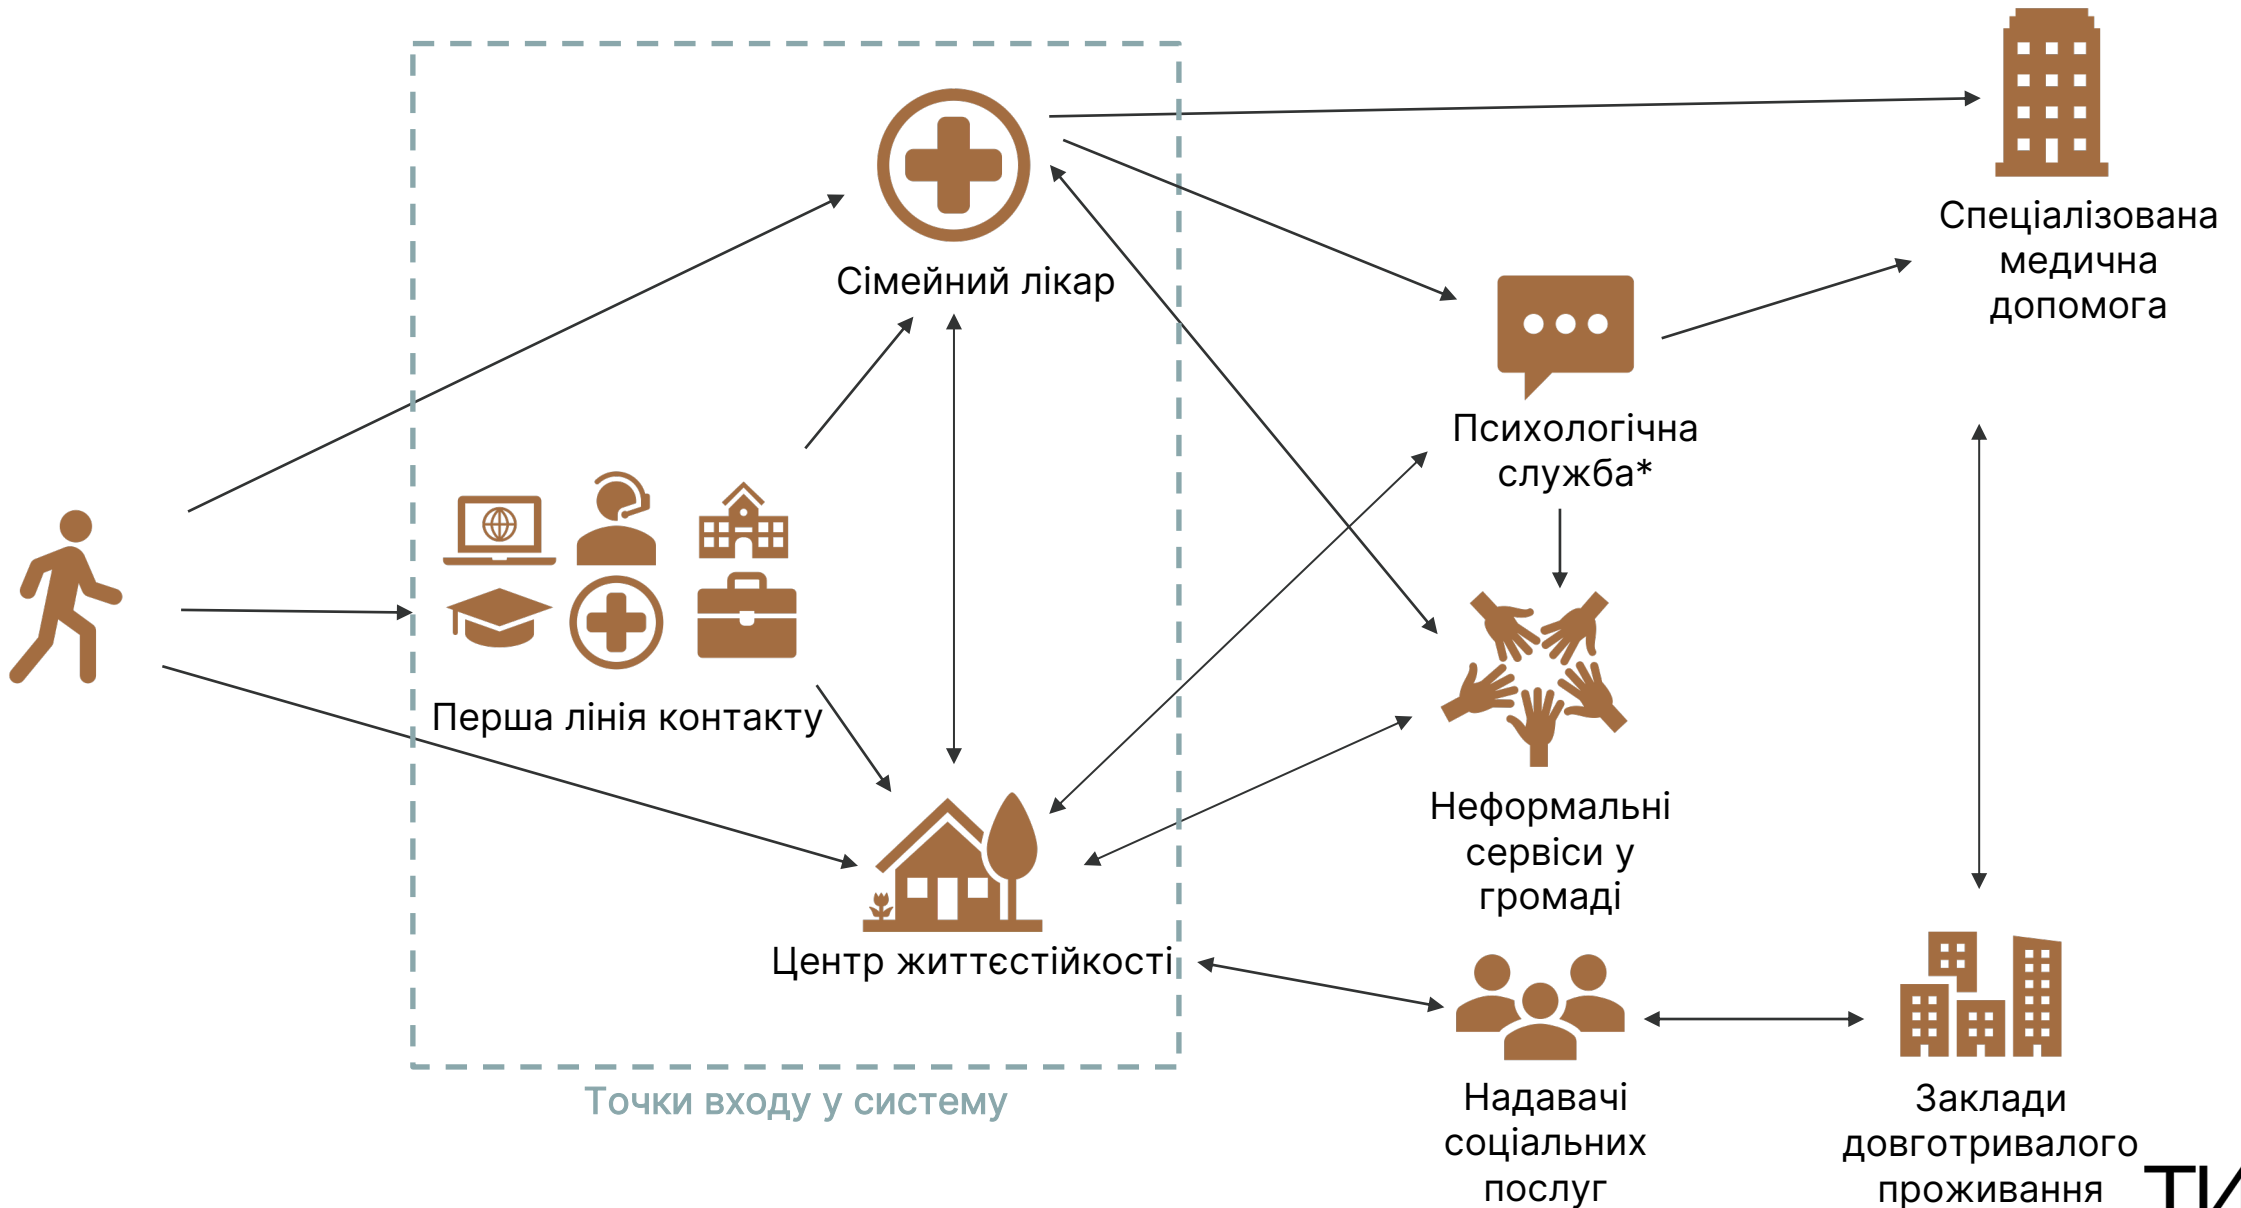 Спеціалізована
медична
допомога
Сімейний лікар
Психологічна
служба*
Перша лінія контакту
Неформальні
сервіси у
громаді
Центр життєстійкості
Точки входу у систему
Надавачі
соціальних
послуг
Заклади
довготривалого
проживання